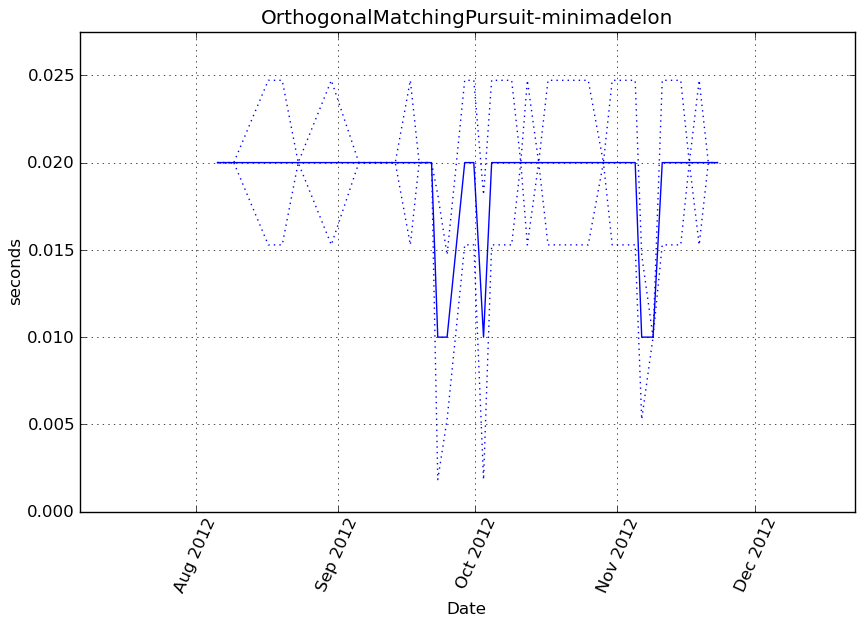 OrthogonalMatchingPursuit-minimadelon
0.025
0.020
0.015
0.010
0.005
0.000
seconds
Aug 2012
Sep 2012
Oct 2012
Nov 2012
Dec 2012
Date